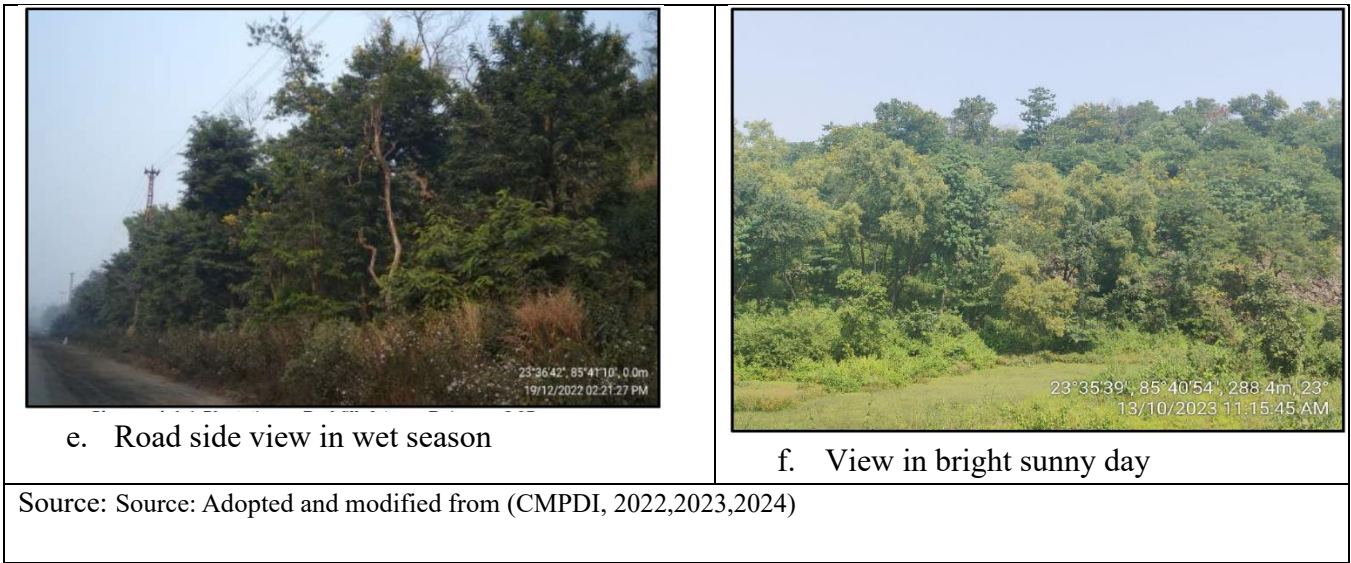 23°36'42", 85°41'10", 0.0m
19/12/2022 02:21:27 PM
e. Road side view in wet season
23°35'39", 85°40'54", 288.4m, 23°
13/10/2023 11:15:45 AM
f. View in bright sunny day
Source: Source: Adopted and modified from (CMPDI, 2022,2023,2024)